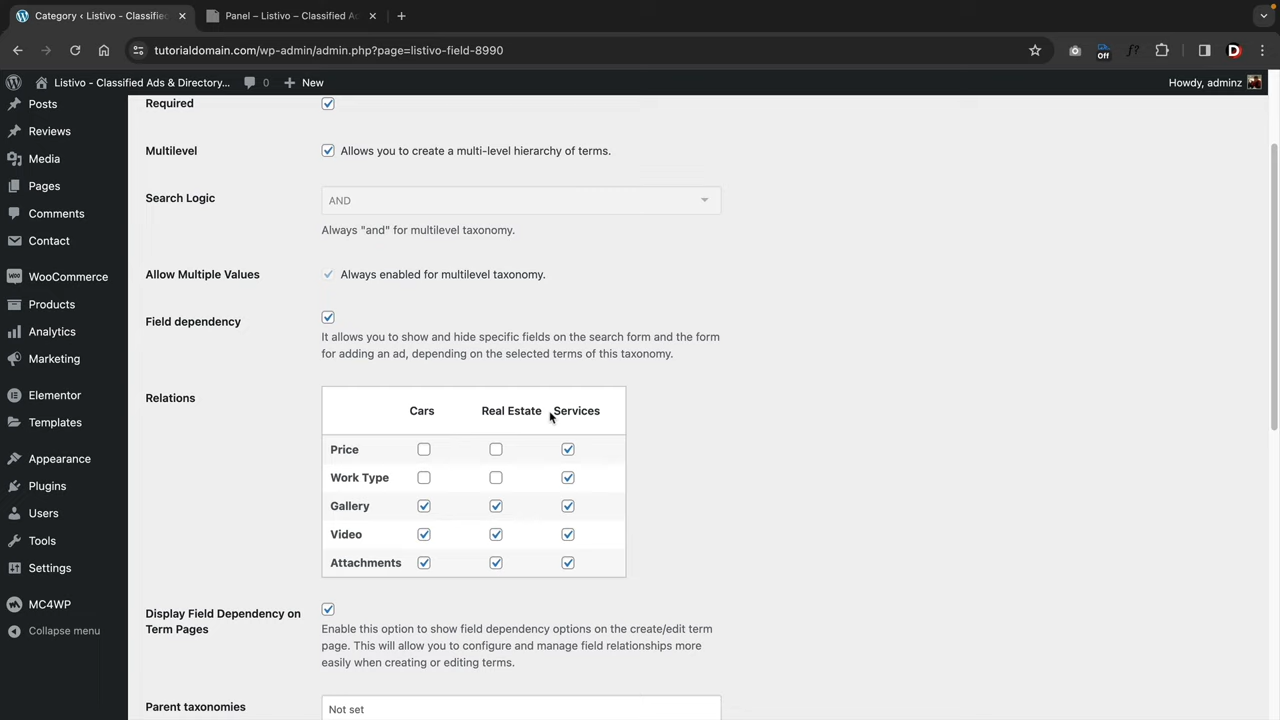 Category ‹ Listivo - Classified
Panel – Listivo – Classified A
tutorialdomain.com/wp-admin/admin.php?page=listivo-field-8990
Off
f?
D
Listivo - Classified Ads & Directory...
0
New
Howdy, adminz
Posts
Reviews
Media
Pages
Comments
Contact
WooCommerce
Products
Analytics
Marketing
Elementor
Templates
Appearance
Plugins
Users
Tools
Settings
MC4WP
Collapse menu
Required
Multilevel
Allows you to create a multi-level hierarchy of terms.
Search Logic
AND
Always "and" for multilevel taxonomy.
Allow Multiple Values
Always enabled for multilevel taxonomy.
Field dependency
It allows you to show and hide specific fields on the search form and the form
for adding an ad, depending on the selected terms of this taxonomy.
Relations
Cars Real Estate Services
Price
Work Type
Gallery
Video
Attachments
Display Field Dependency on
Term Pages
Enable this option to show field dependency options on the create/edit term
page. This will allow you to configure and manage field relationships more
easily when creating or editing terms.
Parent taxonomies
Not set